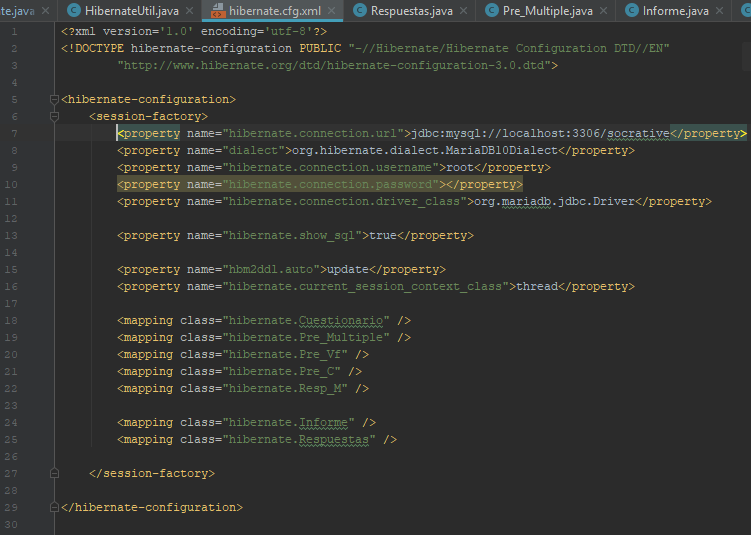 te.java HibernateUtil.java hibernate.cfg.xml Respuestas.java Pre_Multiple.java Informe.java
1 <?xml version='1.0' encoding='utf-8'?>
2 <!DOCTYPE hibernate-configuration PUBLIC "-//Hibernate/Hibernate Configuration DTD//EN"
3 "http://www.hibernate.org/dtd/hibernate-configuration-3.0.dtd">
4
5 <hibernate-configuration>
6 <session-factory>
7 <property name="hibernate.connection.url">jdbc:mysql://localhost:3306/socrative</property>
8 <property name="dialect">org.hibernate.dialect.MariaDB10Dialect</property>
9 <property name="hibernate.connection.username">root</property>
10 <property name="hibernate.connection.password"></property>
11 <property name="hibernate.connection.driver_class">org.mariadb.jdbc.Driver</property>
12
13 <property name="hibernate.show_sql">true</property>
14
15 <property name="hbm2ddl.auto">update</property>
16 <property name="hibernate.current_session_context_class">thread</property>
17
18 <mapping class="hibernate.Cuestionario" />
19 <mapping class="hibernate.Pre_Multiple" />
20 <mapping class="hibernate.Pre_Vf" />
21 <mapping class="hibernate.Pre_C" />
22 <mapping class="hibernate.Resp_M" />
23
24 <mapping class="hibernate.Informe" />
25 <mapping class="hibernate.Respuestas" />
26
27 </session-factory>
28
29 </hibernate-configuration>
30